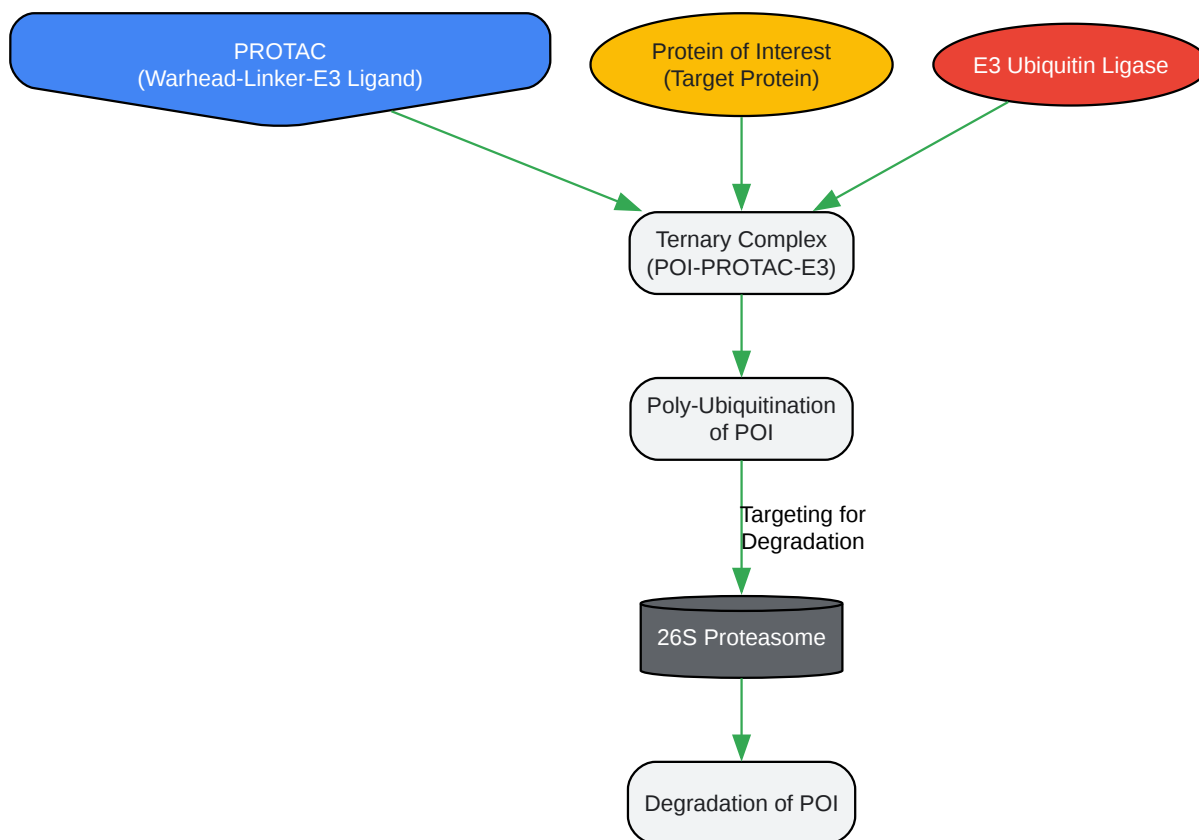 PROTAC
(Warhead-Linker-E3 Ligand)
Protein of Interest
(Target Protein)
E3 Ubiquitin Ligase
Ternary Complex
(POI-PROTAC-E3)
Poly-Ubiquitination
of POI
Targeting for
Degradation
26S Proteasome
Degradation of POI